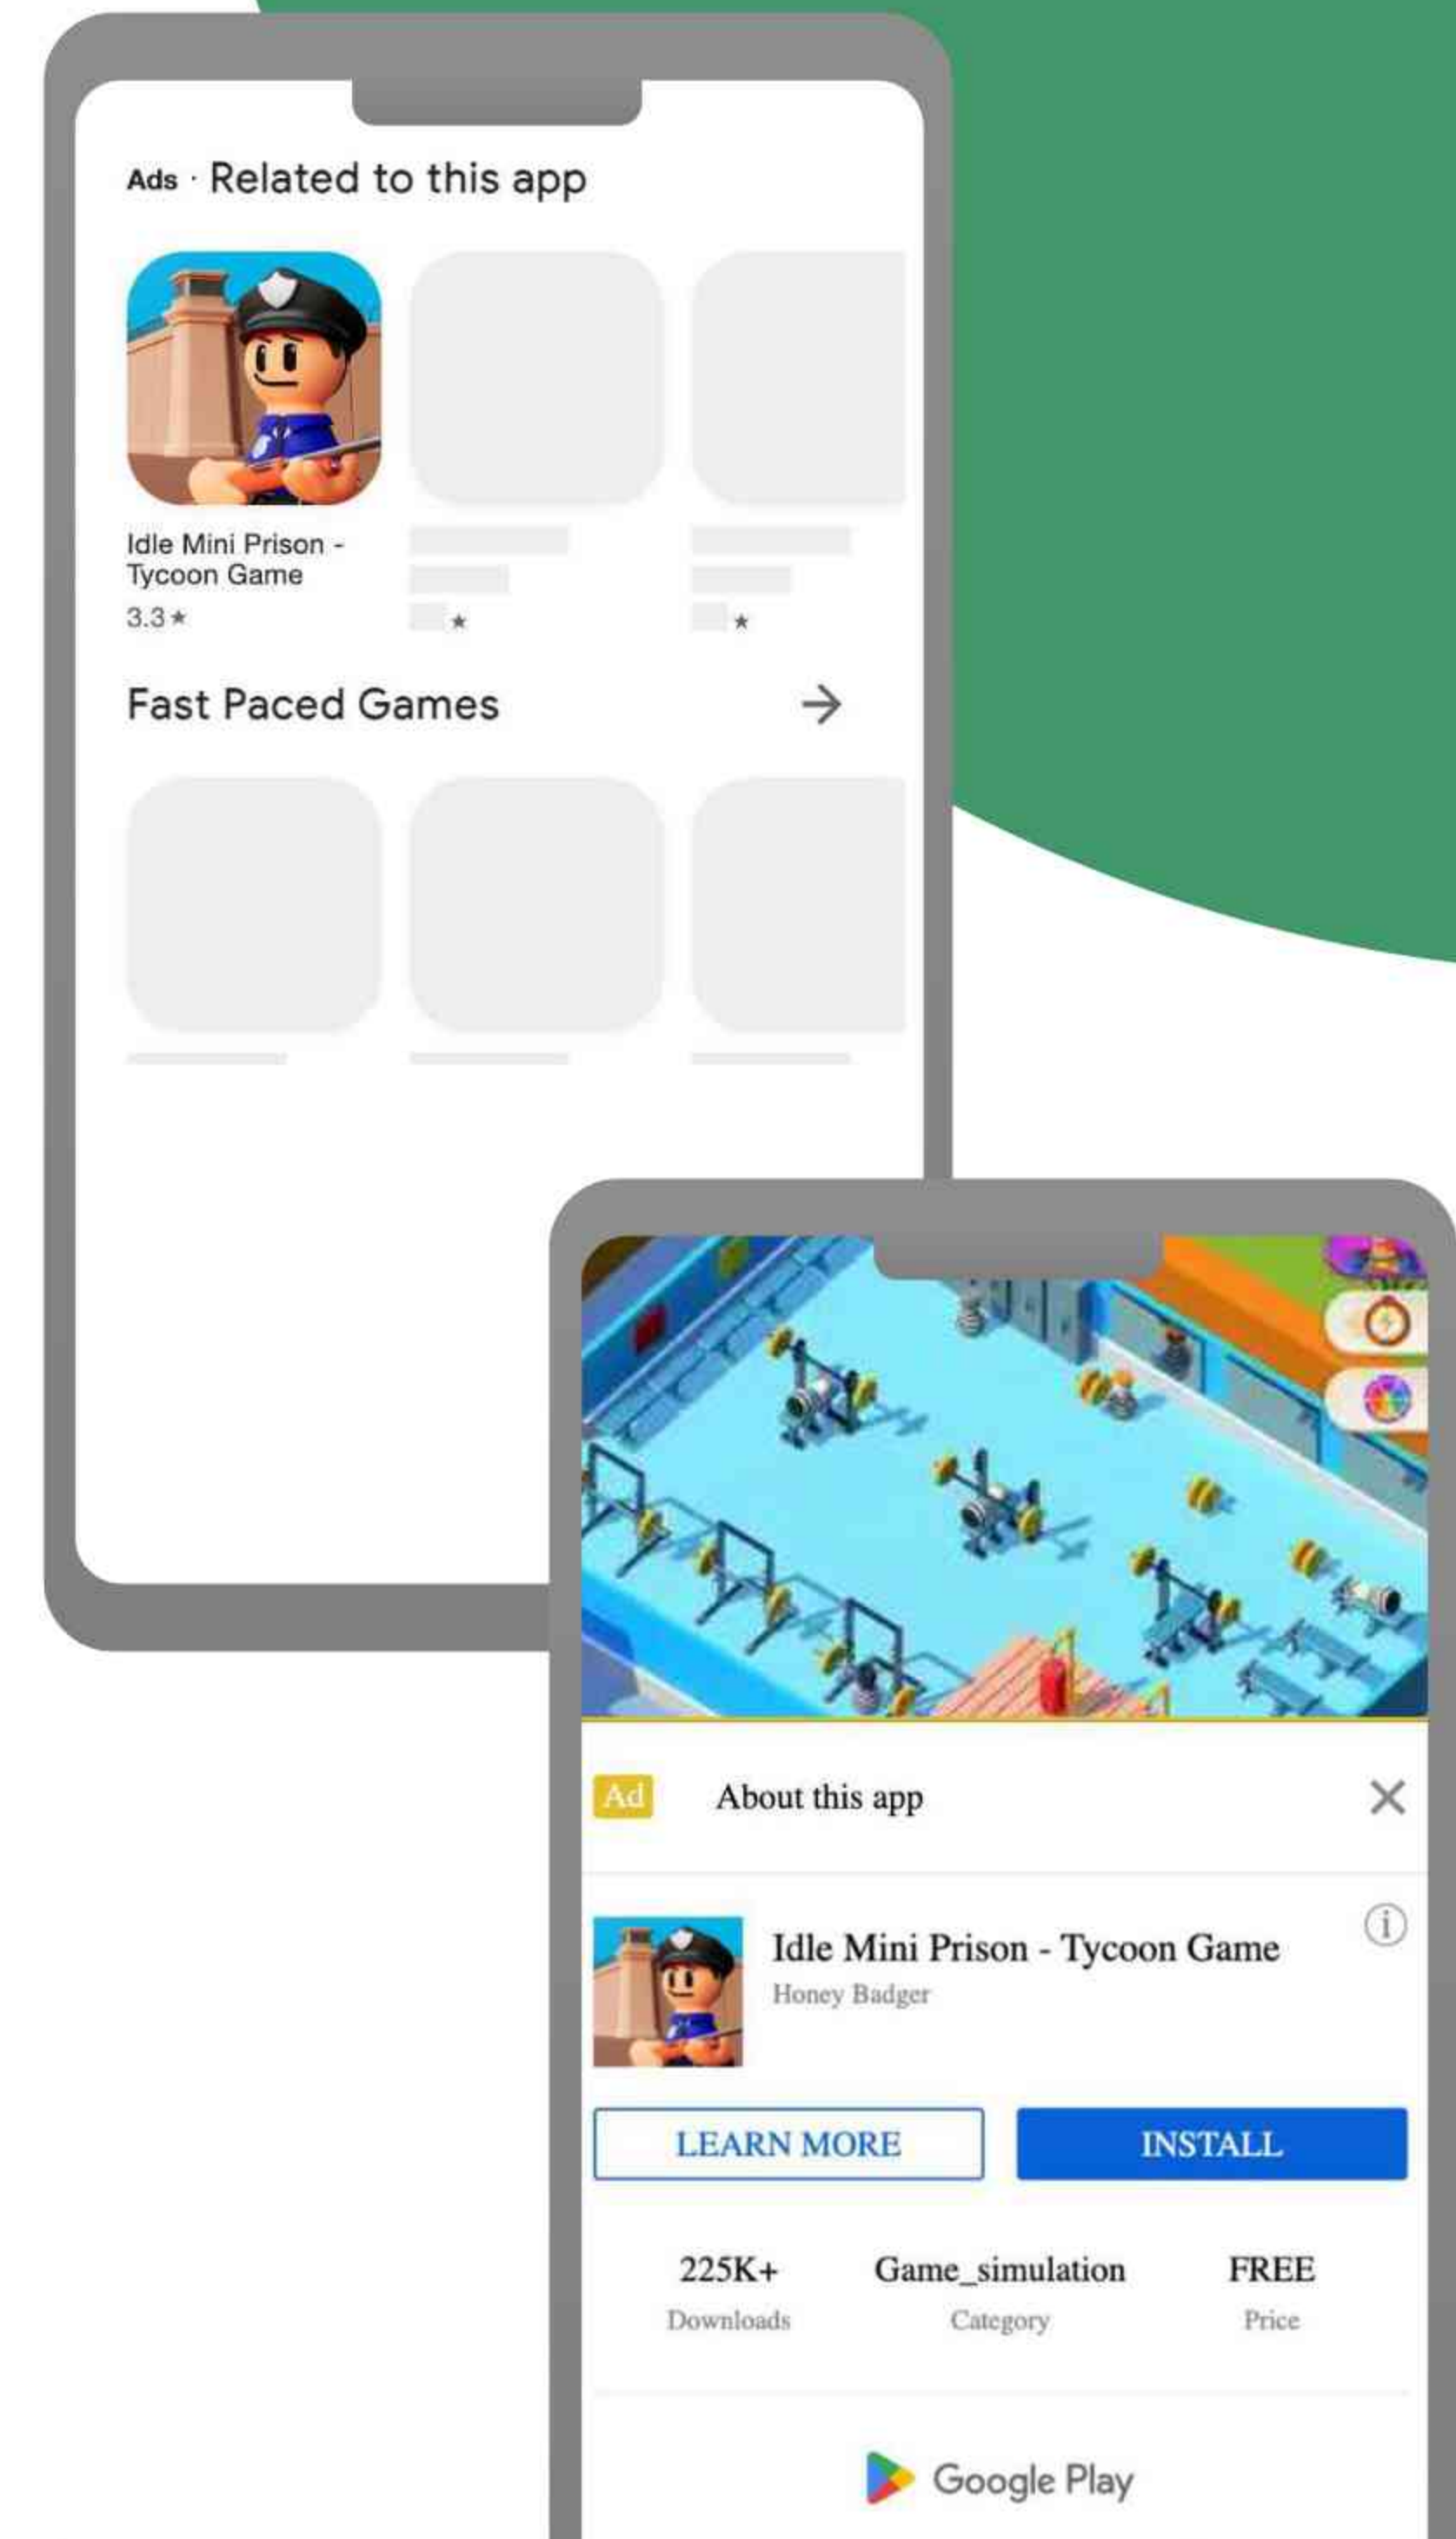 Ads · Related to this app
Idle Mini Prison -
Tycoon Game
3.3 ★
★
★
Fast Paced Games
Ad About this app
Idle Mini Prison - Tycoon Game
Honey Badger
LEARN MORE INSTALL
225K+ Game_simulation FREE
Downloads Category Price
Google Play